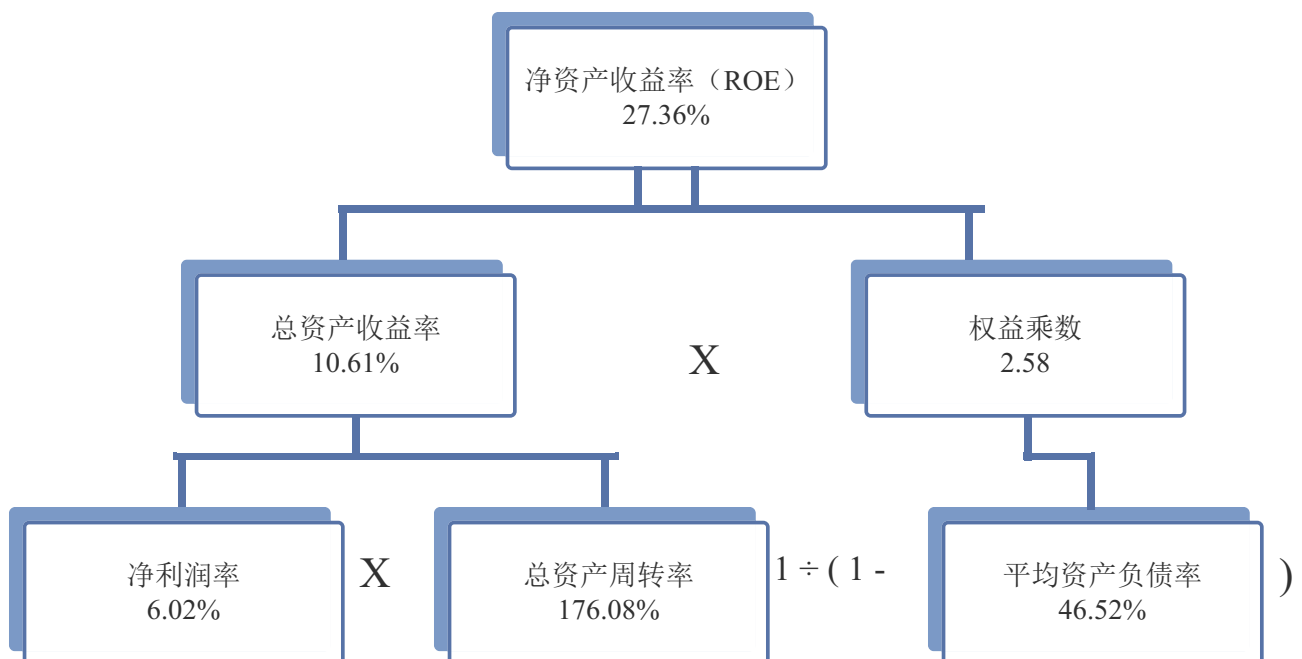 净资产收益率（ROE）
27.36%
总资产收益率
10.61%
X
权益乘数
2.58
净利润率
6.02%
X
总资产周转率
176.08%
1 ÷ ( 1 -
平均资产负债率
46.52%
)